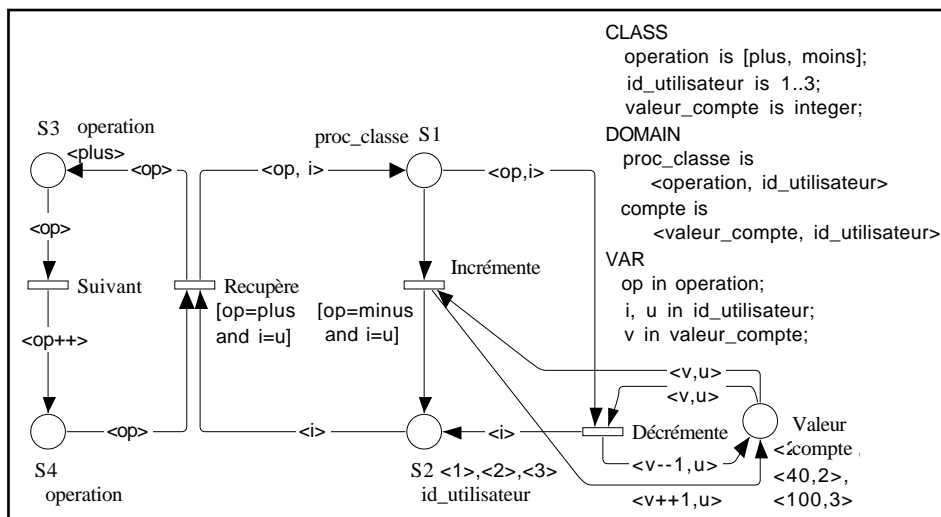 CLASS
operation is [plus, moins];
id_utilisateur is 1..3;
valeur_compte is integer;
DOMAIN
proc_classe is
<operation, id_utilisateur>
compte is
<valeur_compte, id_utilisateur>
VAR
op in operation;
i, u in id_utilisateur;
v in valeur_compte;
S3 operation
<plus>
<op>
<op, i>
proc_classe S1
<op,i>
<op>
Suivant
Recupère
[op=plus
and i=u]
Incrémente
[op=minus
and i=u]
<op++>
<v,u>
<v,u>
<op>
<i>
<i>
Décrémente
Valeur
compte
<40,2>,
<100,3>
<v--1,u>
<v++1,u>
S4
operation
S2 <1>,<2>,<3>
id_utilisateur